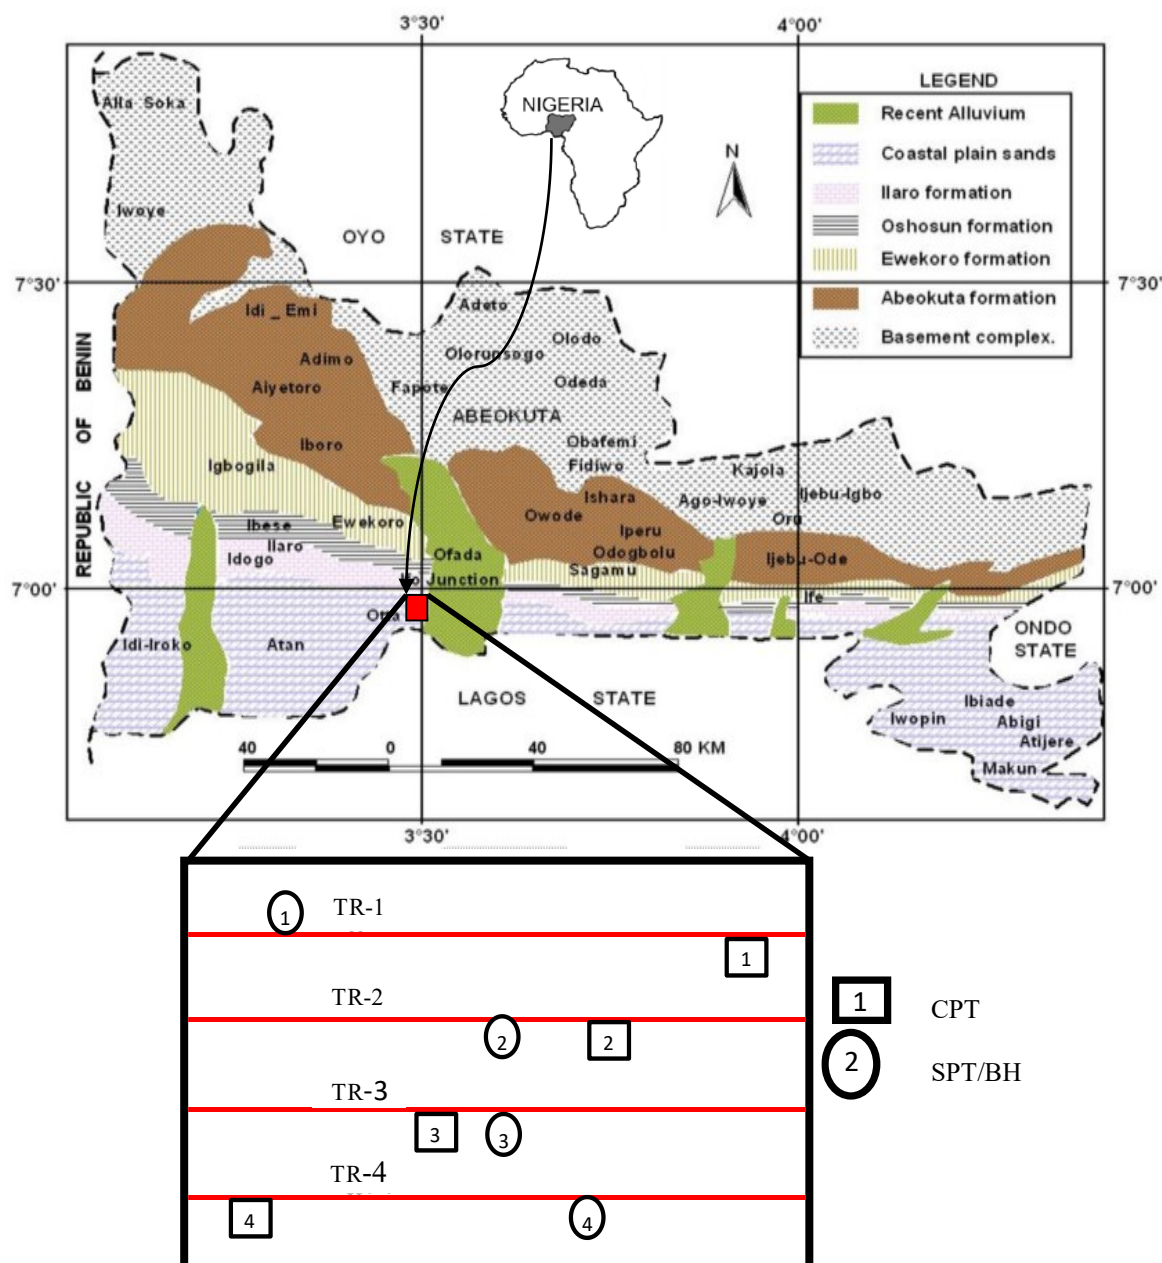 3°30'
4°00'
NIGERIA
LEGEND
Recent Alluvium
Coastal plain sands
Ilaro formation
Oshosun formation
Ewekoro formation
Abeokuta formation
Basement complex.
N
Alla Soka
Iwoye
OYO STATE
7°30'
7°30'
REPUBLIC OF BENIN
Idi _ Emi
Adeto
Olodo
Adimo
Olorunsogo
Aiyetoro
Fapote
Odeda
ABEOKUTA
Iboro
Obafemi
Igbogila
Fidiwo
Kajola
Ishara
Ago-Iwoye
Ijebu-Igbo
Ibese
Ewekoro
Owode
Iperu
Oru
Ilaro
Idogo
Ofada
Odogbolu
Ijebu-Ode
Sagamu
7°00'
Junction
7°00'
Ife
Otta
Idi-Iroko
Atan
ONDO
STATE
LAGOS STATE
Ibiade
Iwopin
Abigi
Atijere
Makun
40 0 40 80 KM
3°30'
4°00'
1
TR-1
1
TR-2
2
2
1
CPT
2
SPT/BH
TR-3
3
3
TR-4
4
4